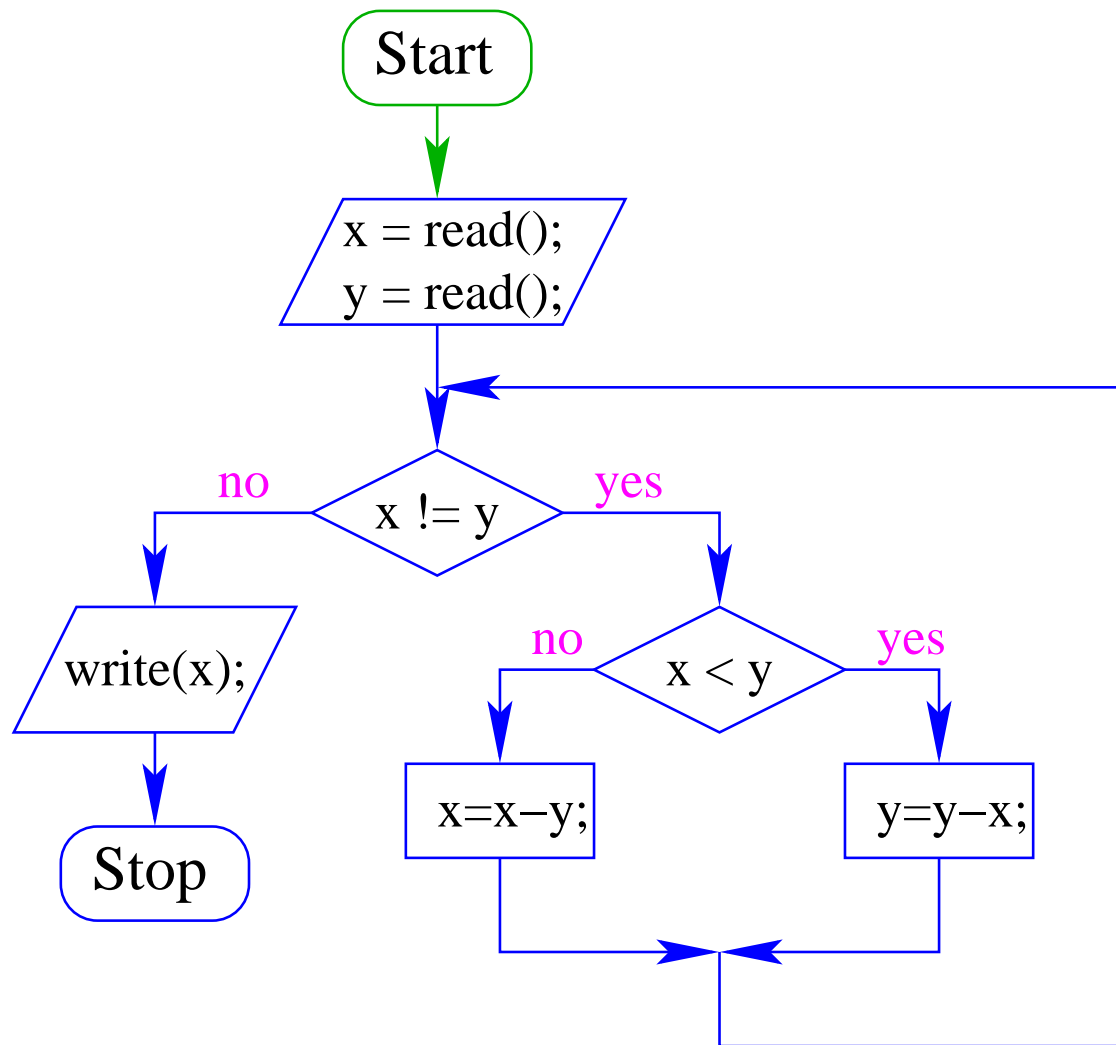 Start
x = read();
y = read();
no
yes
x != y
no
yes
write(x);
x < y
x=x−y;
y=y−x;
Stop